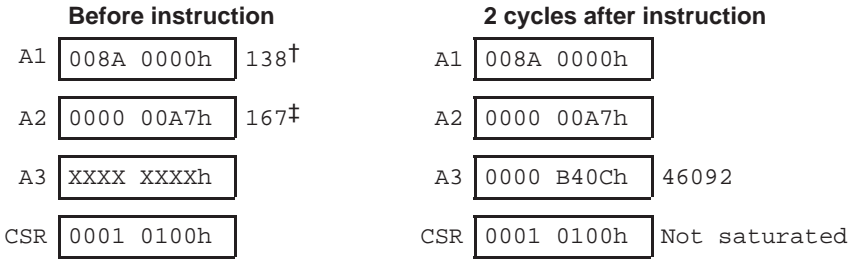 Before instruction 2 cycles after instruction
A1 008A 0000h 138† A1 008A 0000h
A2 0000 00A7h 167‡ A2 0000 00A7h
A3 XXXX XXXXh A3 0000 B40Ch 46092
CSR 0001 0100h CSR 0001 0100h Not saturated